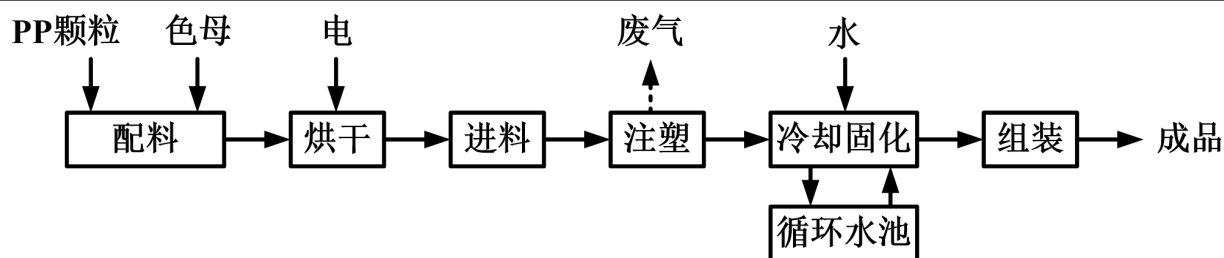 PP颗粒 色母 电 废气 水
配料 烘干 进料 注塑 冷却固化 组装 成品
循环水池